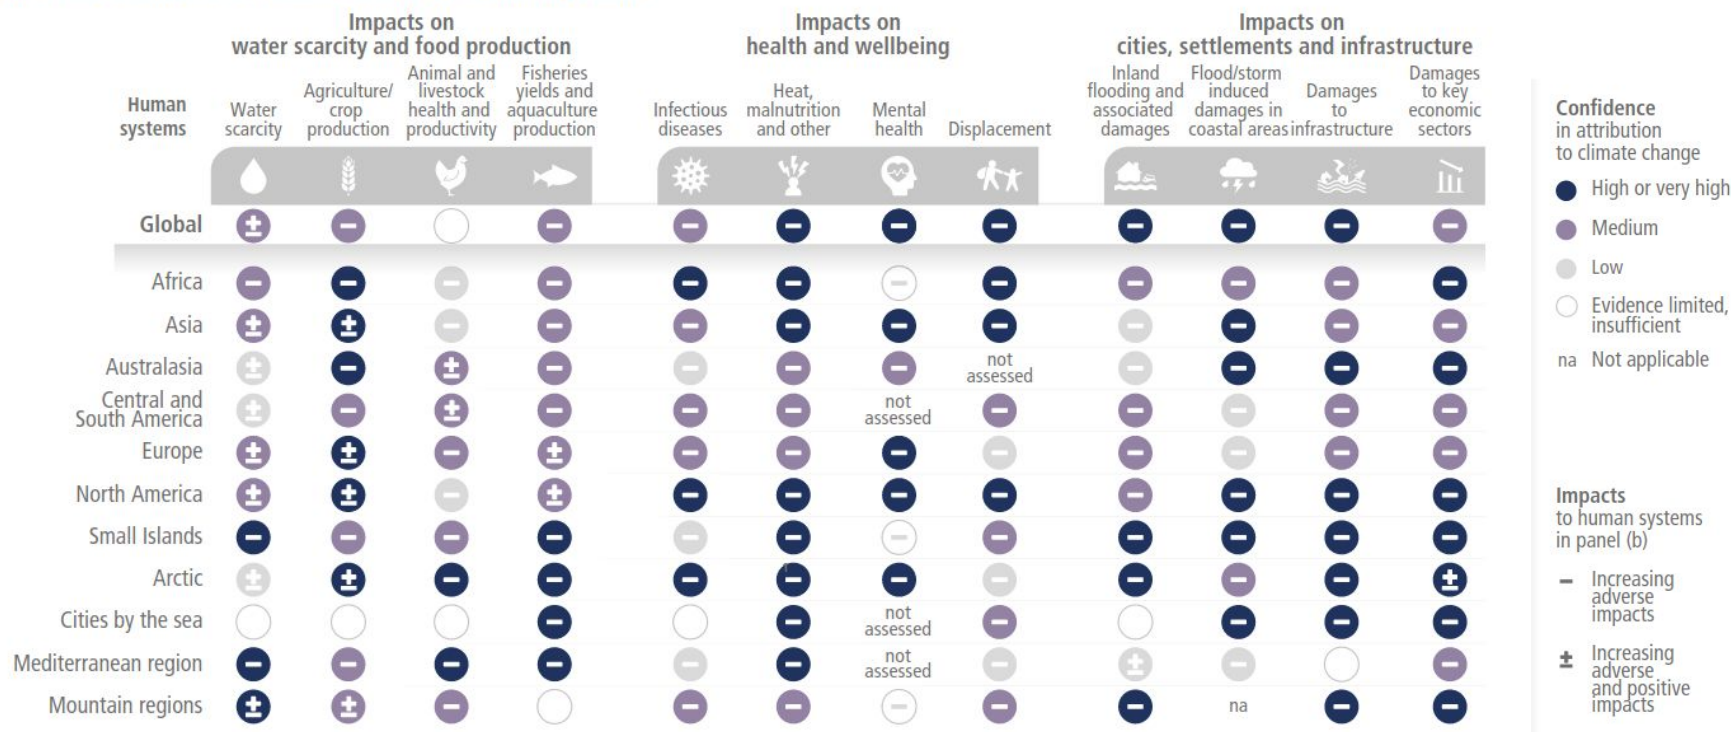 Impacts on
water scarcity and food production
Impacts on
health and wellbeing
Impacts on
cities, settlements and infrastructure
Human
systems
Water
scarcity
Agriculture/
crop
production
Animal and
livestock
health and
productivity
Fisheries
yields and
aquaculture
production
Infectious
diseases
Heat,
malnutrition
and other
Mental
health
Displacement
Inland
flooding and
associated
damages
Flood/storm
induced
damages in
coastal areas
Damages
to
infrastructure
Damages
to key
economic
sectors
Global
Africa
Asia
Australasia
not
assessed
Central and
South America
not
assessed
Europe
North America
Small Islands
Arctic
Cities by the sea
not
assessed
Mediterranean region
not
assessed
Mountain regions
na
Confidence
in attribution
to climate change
High or very high
Medium
Low
Evidence limited,
insufficient
na Not applicable
Impacts
to human systems
in panel (b)
− Increasing
adverse
impacts
± Increasing
adverse
and positive
impacts